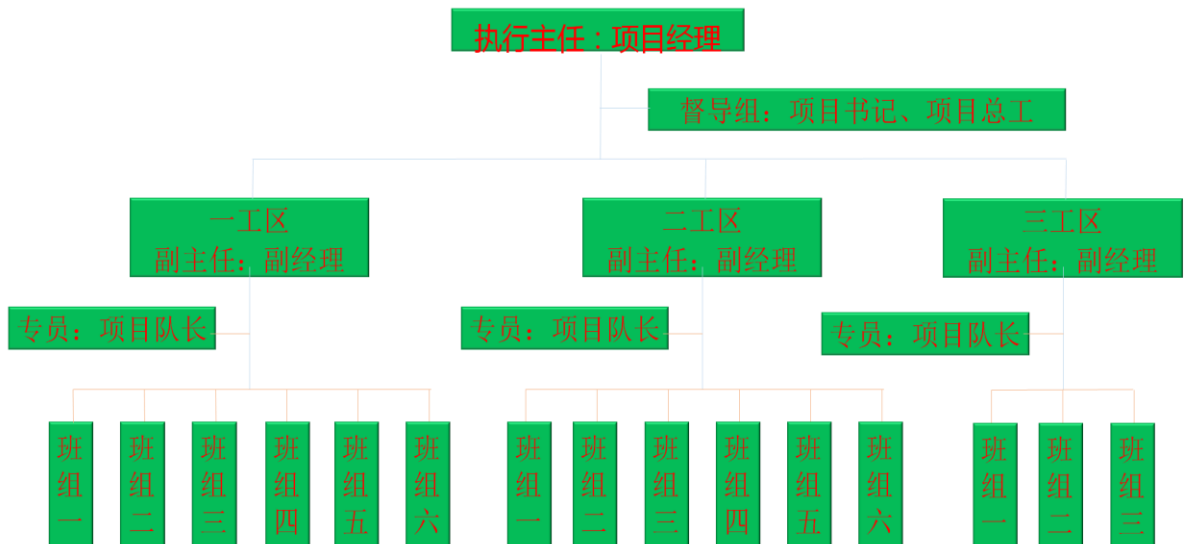 执行主任：项目经理
督导组：项目书记、项目总工
一工区
副主任：副经理
二工区
副主任：副经理
三工区
副主任：副经理
专员：项目队长
专员：项目队长
专员：项目队长
班组一
班组二
班组三
班组四
班组五
班组六
班组一
班组二
班组三
班组四
班组五
班组六
班组一
班组二
班组三